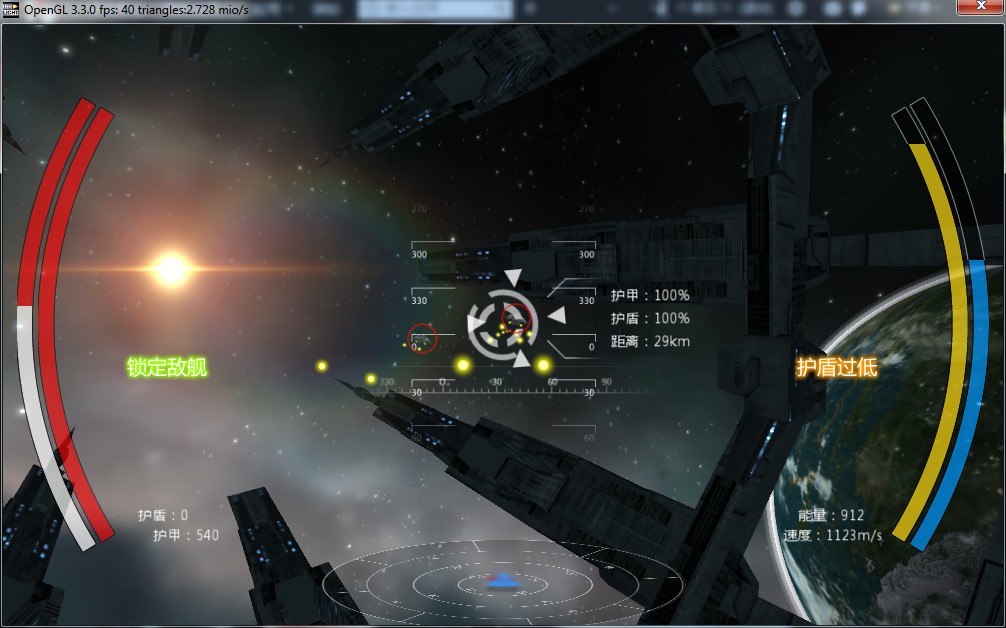 OpenGL 3.3.0 fps: 40 triangles:2.728 mio/s
270 270
300 300
330 330
护甲：100%
护盾：100%
距离：29km
0 0
锁定敌舰
护盾过低
330 0 -30 60 90
30 30
60 60
护盾：0
护甲：540
能量：912
速度：1123m/s